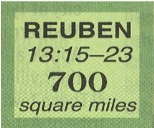 REUBEN
13:15–23
700
square miles